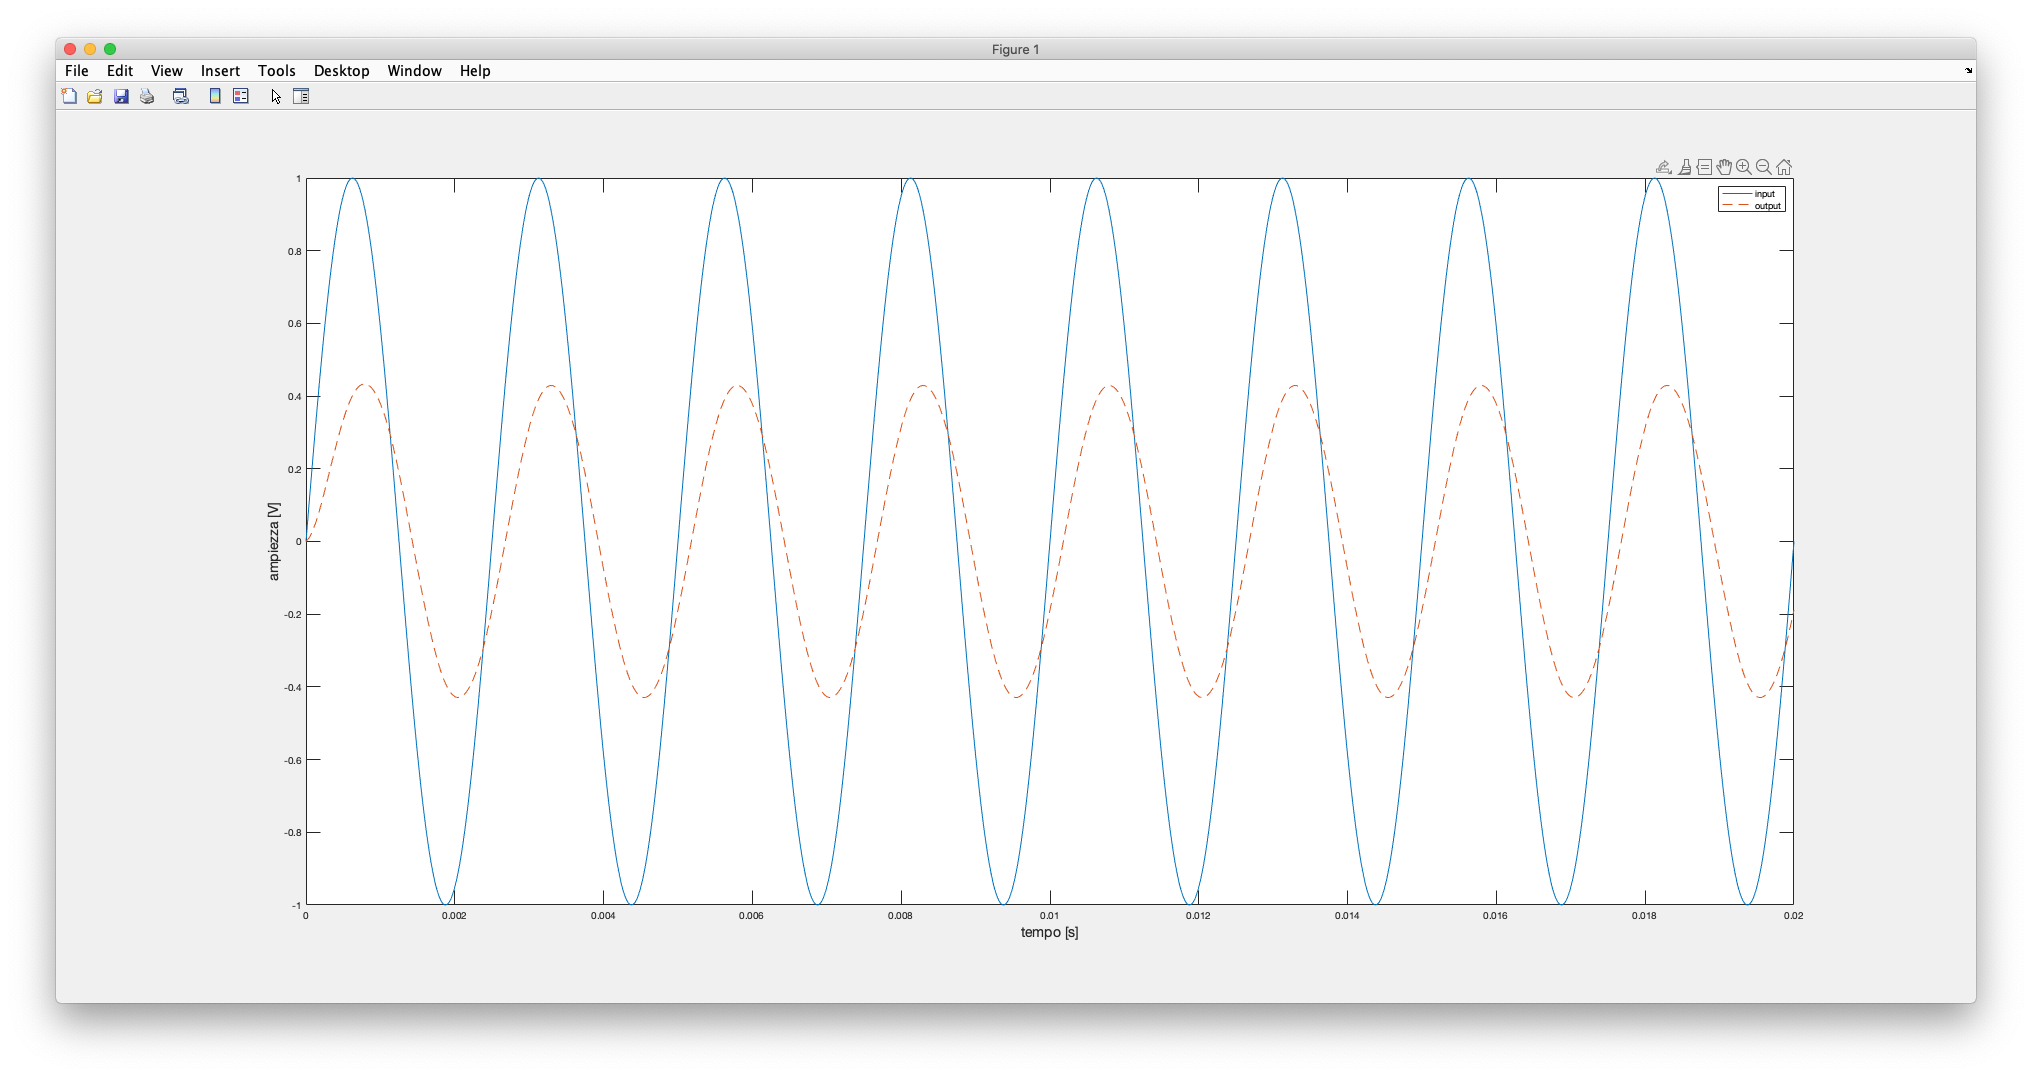 Figure 1
File Edit View Insert Tools Desktop Window Help
input
output
1
0.8
0.6
0.4
0.2
0
-0.2
-0.4
-0.6
-0.8
-1
ampiezza [V]
0 0.002 0.004 0.006 0.008 0.01 0.012 0.014 0.016 0.018 0.02
tempo [s]